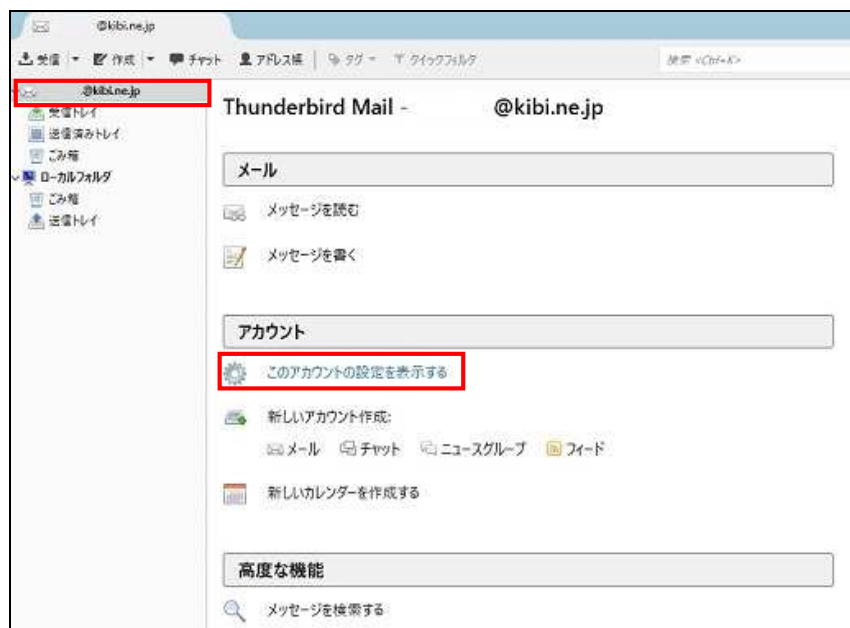 @kibi.ne.jp
受信 作成 チャット アドレス帳 タグ クイックフィルタ 検索 <Ctrl+K>
@kibi.ne.jp
受信トレイ
送信済みトレイ
ごみ箱
ローカルフォルダ
ごみ箱
送信トレイ
Thunderbird Mail - @kibi.ne.jp
メール
メッセージを読む
メッセージを書く
アカウント
このアカウントの設定を表示する
新しいアカウント作成:
メール チャット ニュースグループ フィード
新しいカレンダーを作成する
高度な機能
メッセージを検索する